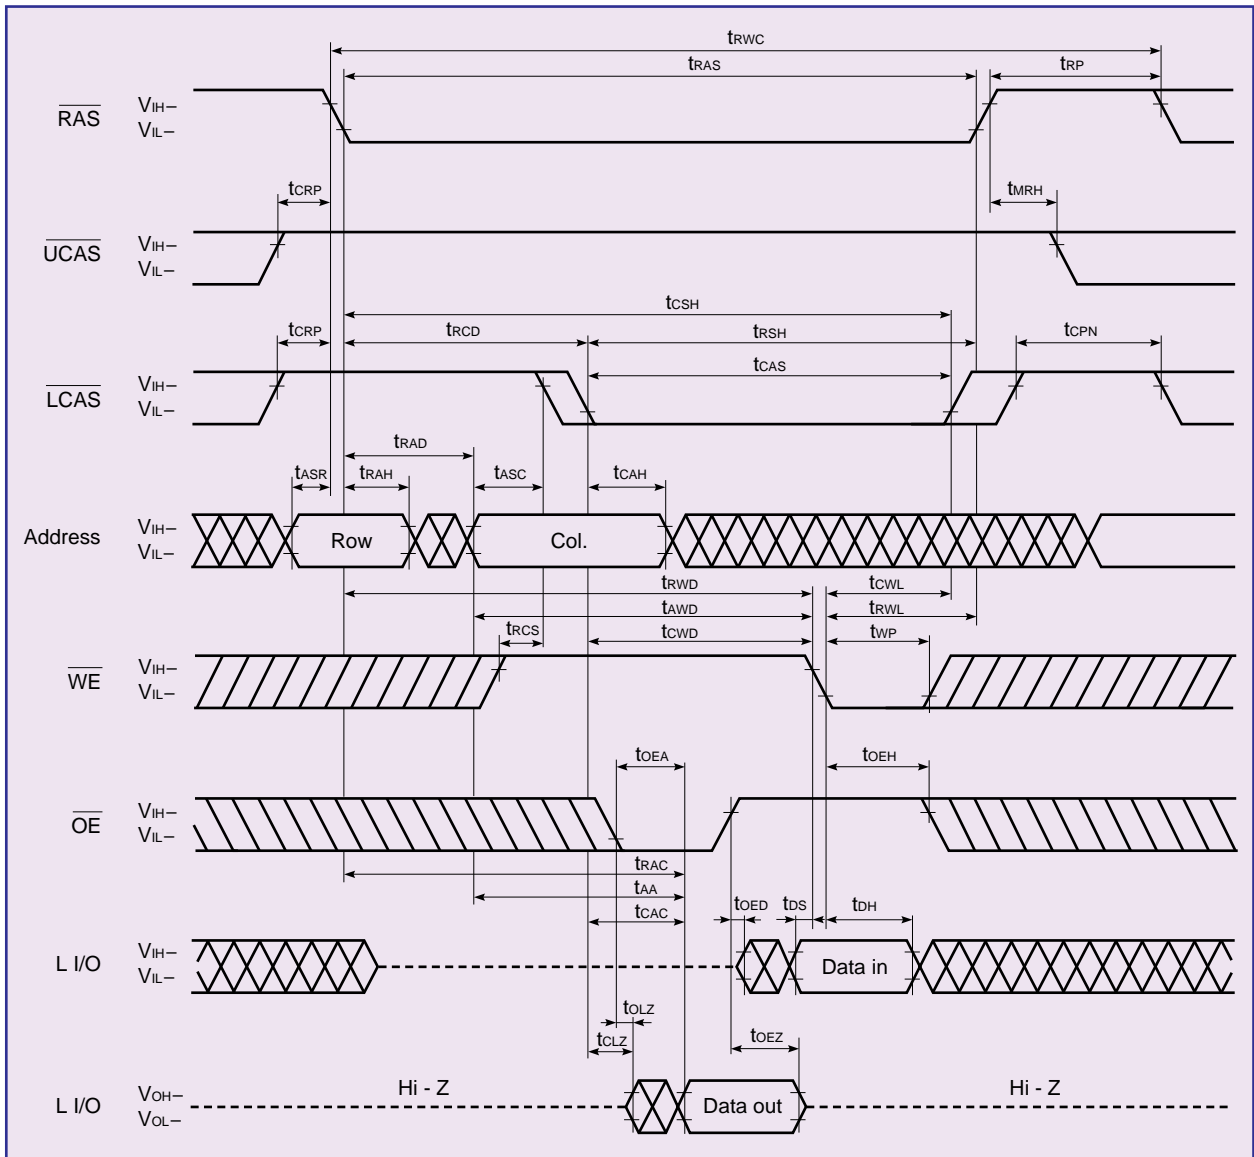 tRWC
tRAS
tRP
RAS
VIH–
VIL–
tCRP
tMRH
UCAS
VIH–
VIL–
tCSH
tCRP
tRCD
tRSH
tCPN
tCAS
LCAS
VIH–
VIL–
tRAD
tASR
tRAH
tASC
tCAH
Address
VIH–
VIL–
Row
Col.
tRWD
tCWL
tAWD
tRWL
tRCS
tCWD
tWP
WE
VIH–
VIL–
tOEA
tOEH
OE
VIH–
VIL–
tRAC
tAA
tCAC
tOED
tDS
tDH
L I/O
VIH–
VIL–
Data in
tOLZ
tCLZ
tOEZ
L I/O
VOH–
VOL–
Hi - Z
Data out
Hi - Z